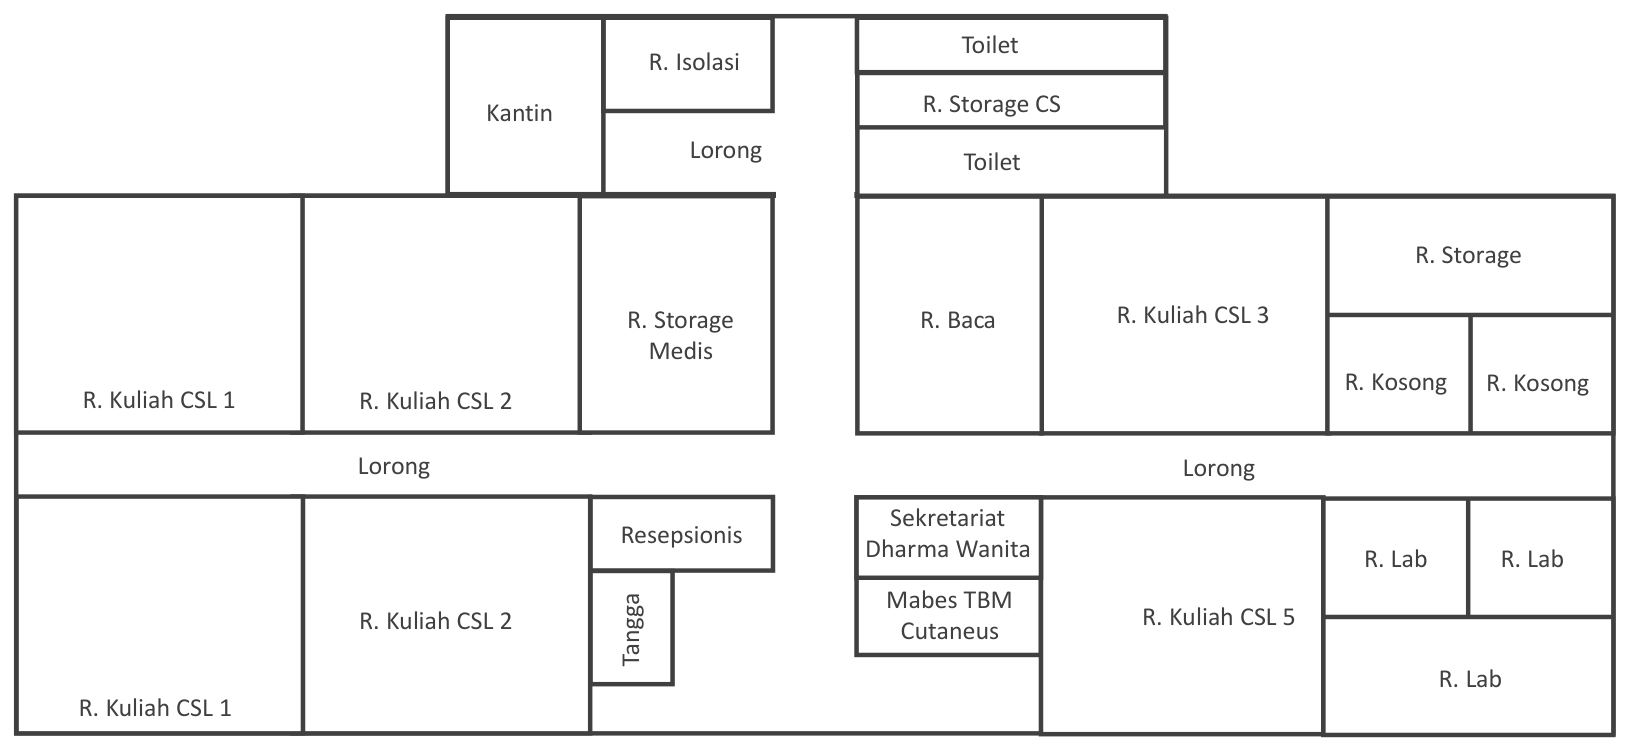 Toilet
R. Isolasi
R. Storage CS
Kantin
Lorong
Toilet
R. Storage
R. Kuliah CSL 3
R. Storage
Medis
R. Baca
R. Kosong
R. Kosong
R. Kuliah CSL 1
R. Kuliah CSL 2
Lorong
Lorong
Resepsionis
Sekretariat
Dharma Wanita
R. Lab
R. Lab
Mabes TBM
Cutaneus
R. Kuliah CSL 2
Tangga
R. Kuliah CSL 5
R. Lab
R. Kuliah CSL 1